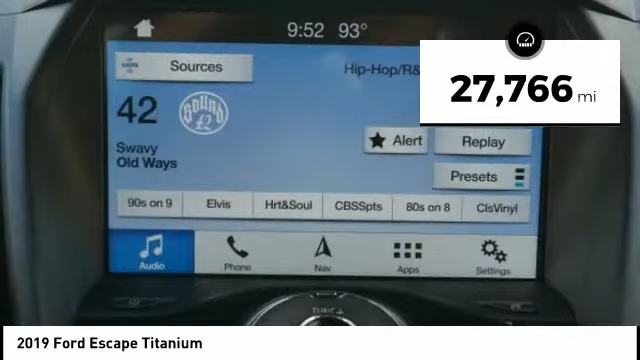 9:52 93°
Sources
Hip-Hop/R&
27,766 mi
42
Swavy
Old Ways
Alert
Replay
Presets
90s on 9
Elvis
Hrt&Soul
CBSSpts
80s on 8
ClsVinyl
Audio
Phone
Nav
Apps
Settings
2019 Ford Escape Titanium